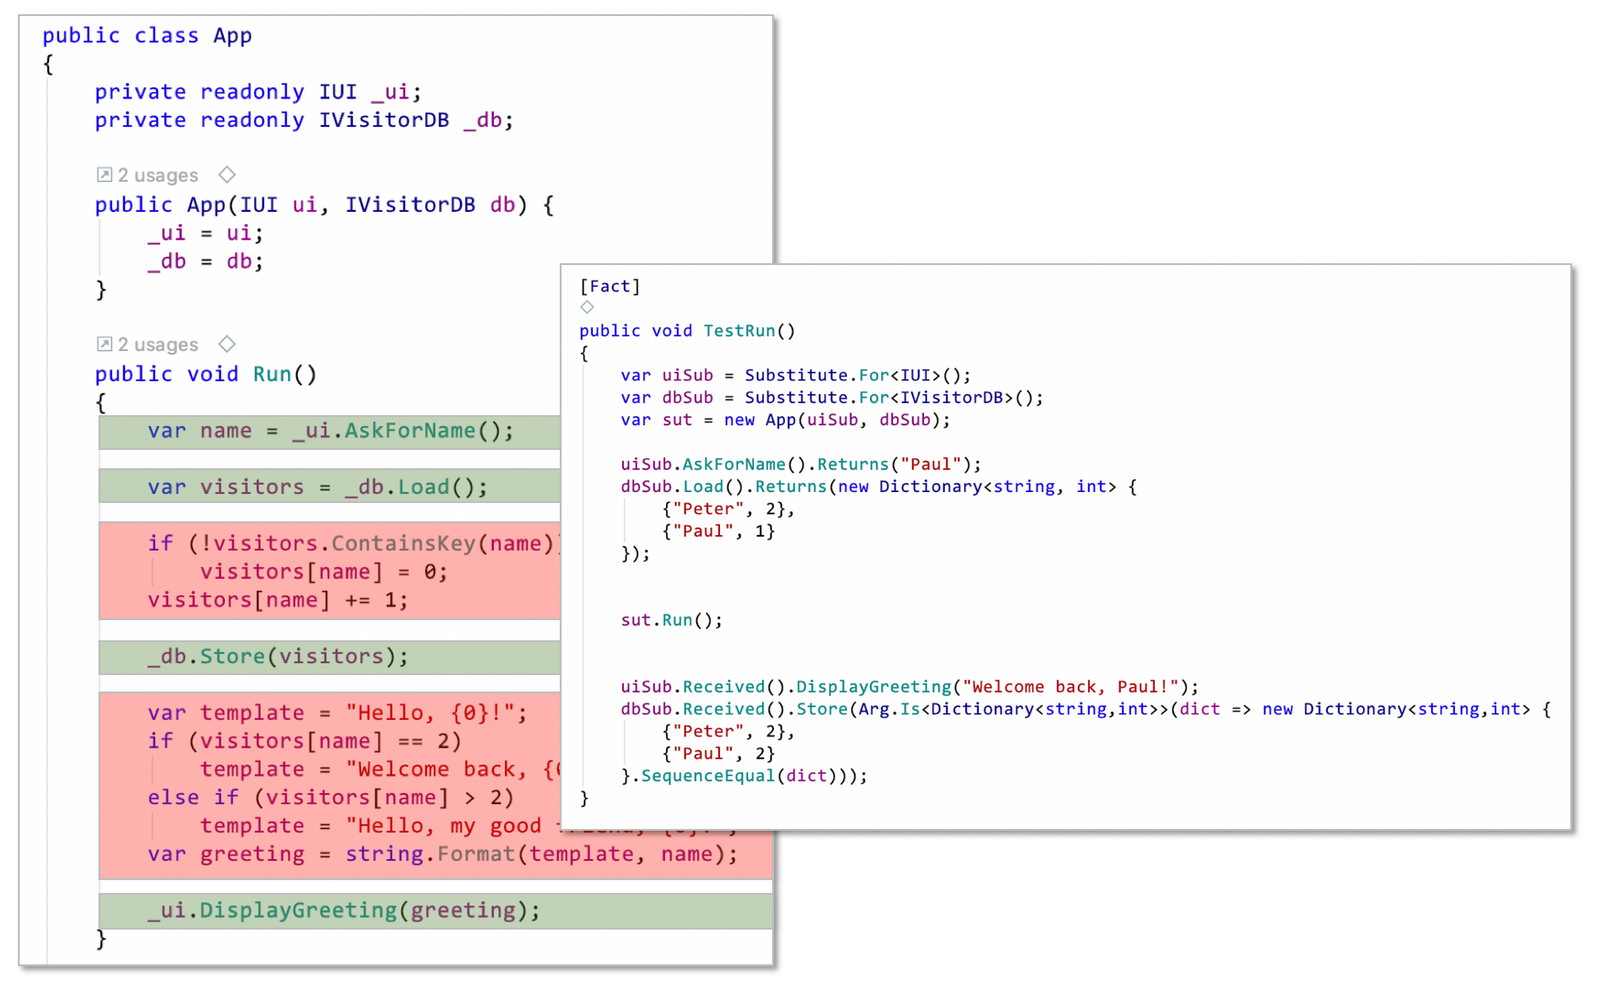 public class App
{
private readonly IUI _ui;
private readonly IVisitorDB _db;
2 usages
public App(IUI ui, IVisitorDB db) {
_ui = ui;
_db = db;
}
2 usages
public void Run()
{
var name = _ui.AskForName();
var visitors = _db.Load();
if (!visitors.ContainsKey(name))
visitors[name] = 0;
visitors[name] += 1;
_db.Store(visitors);
var template = "Hello, {0}!";
if (visitors[name] == 2)
template = "Welcome back, {
else if (visitors[name] > 2)
template = "Hello, my good
var greeting = string.Format(template, name);
_ui.DisplayGreeting(greeting);
}
[Fact]
public void TestRun()
{
var uiSub = Substitute.For<IUI>();
var dbSub = Substitute.For<IVisitorDB>();
var sut = new App(uiSub, dbSub);
uiSub.AskForName().Returns("Paul");
dbSub.Load().Returns(new Dictionary<string, int> {
{"Peter", 2},
{"Paul", 1}
});
sut.Run();
uiSub.Received().DisplayGreeting("Welcome back, Paul!");
dbSub.Received().Store(Arg.Is<Dictionary<string,int>>(dict => new Dictionary<string,int> {
{"Peter", 2},
{"Paul", 2}
}.SequenceEqual(dict)));
}